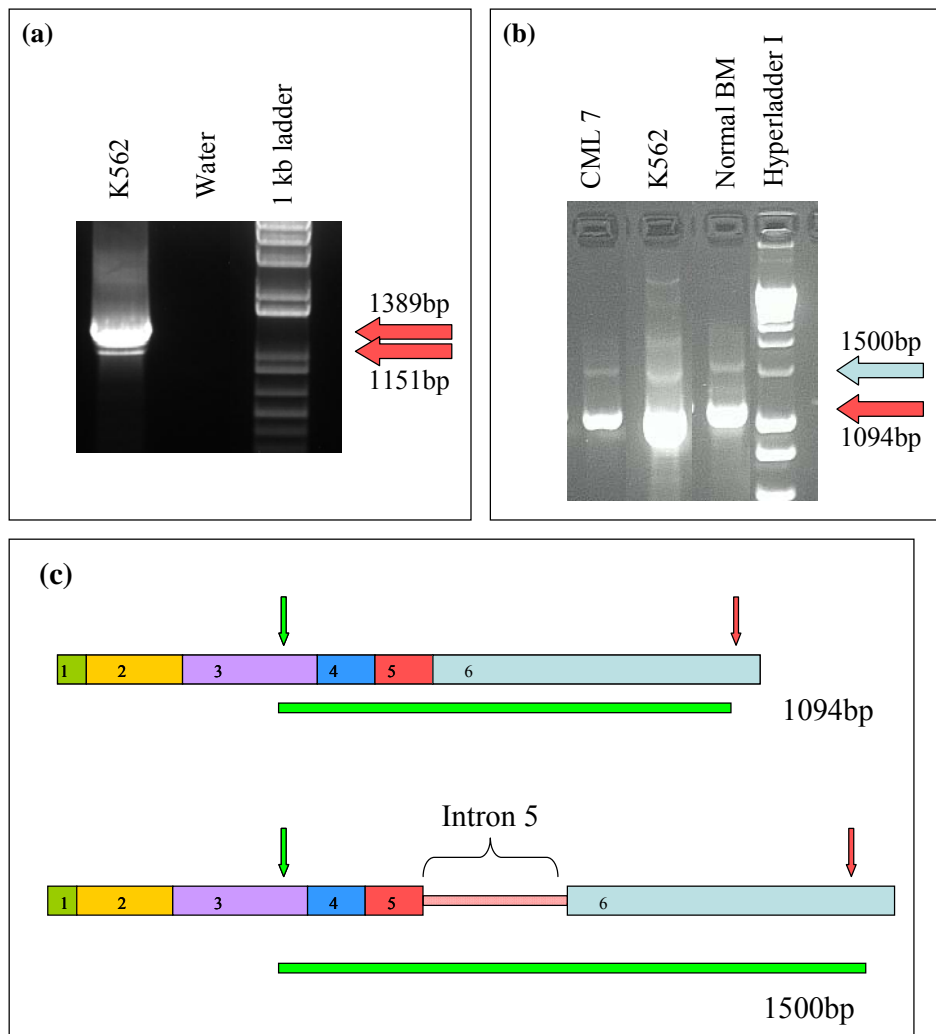 (a)
K562
Water
1 kb ladder
1389bp
1151bp
(b)
CML 7
K562
Normal BM
Hyperladder I
1500bp
1094bp
(c)
1 2 3 4 5 6
1094bp
Intron 5
1 2 3 4 5 6
1500bp